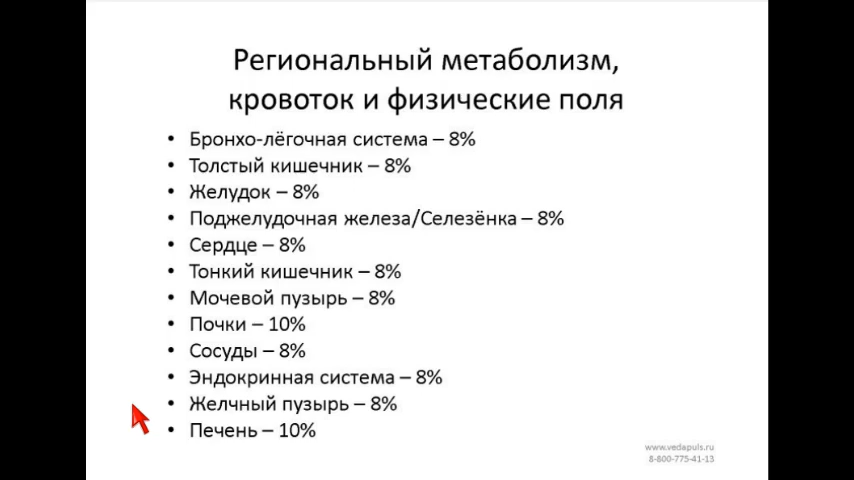 Региональный метаболизм,
кровоток и физические поля
• Бронхо-лёгочная система – 8%
• Толстый кишечник – 8%
• Желудок – 8%
• Поджелудочная железа/Селезёнка – 8%
• Сердце – 8%
• Тонкий кишечник – 8%
• Мочевой пузырь – 8%
• Почки – 10%
• Сосуды – 8%
• Эндокринная система – 8%
• Желчный пузырь – 8%
• Печень – 10%
www.vedapuls.ru
8-800-775-41-13